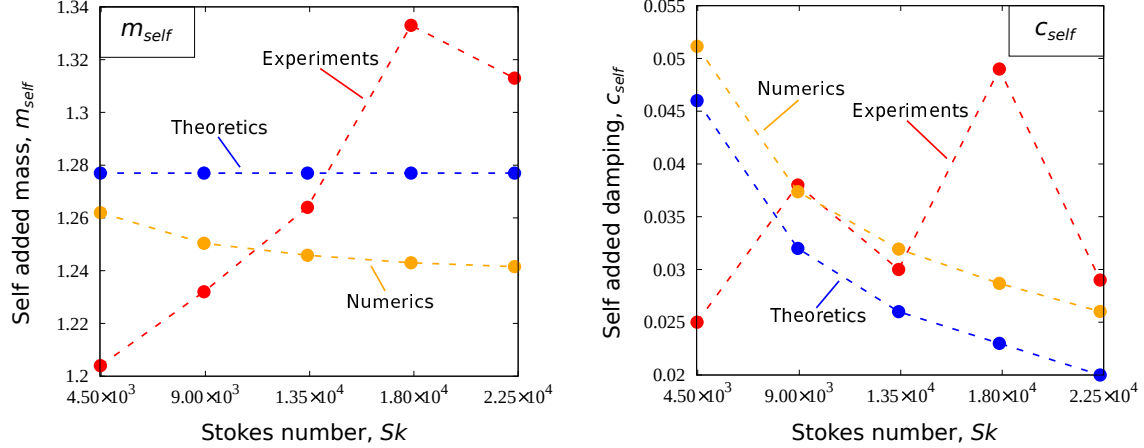 1.34
1.32
1.3
1.28
1.26
1.24
1.22
1.2
Self added mass, m_self
m_self
Experiments
Theoretics
Numerics
4.50×10³ 9.00×10³ 1.35×10⁴ 1.80×10⁴ 2.25×10⁴
Stokes number, Sk
0.055
0.05
0.045
0.04
0.035
0.03
0.025
0.02
Self added damping, c_self
c_self
Numerics
Experiments
Theoretics
4.50×10³ 9.00×10³ 1.35×10⁴ 1.80×10⁴ 2.25×10⁴
Stokes number, Sk